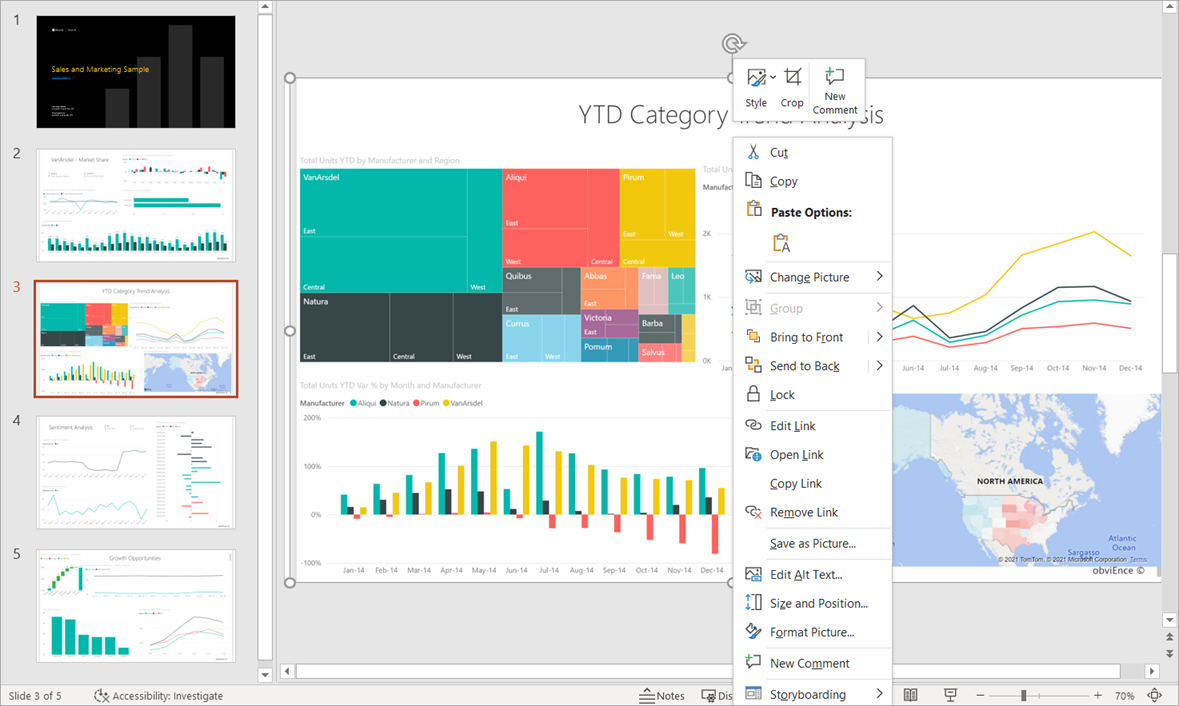 1
Sales and Marketing Sample
2
VanArsdel - Market Share
3
YTD Category Trend Analysis
4
Sentiment Analysis
5
Growth Opportunities
Style
Crop
New
Comment
YTD Category Trend Analysis
Total Units YTD by Manufacturer and Region
VanArsdel
East
Central
West
Natura
East
Central
West
Aliqui
East
West
Central
Pirum
East
West
Central
Quibus
East
Currus
East
West
Abbas
East
Victoria
East
Pomum
Fama
Leo
Barba
Salvus
Total Un
Manufac
2K
1K
0K
Jan
Jun-14
Jul-14
Aug-14
Sep-14
Oct-14
Nov-14
Dec-14
Total Units YTD Var % by Month and Manufacturer
Manufacturer
Aliqui
Natura
Pirum
VanArsdel
200%
100%
0%
-100%
Jan-14
Feb-14
Mar-14
Apr-14
May-14
Jun-14
Jul-14
Aug-14
Sep-14
Oct-14
Nov-14
Dec-14
Cut
Copy
Paste Options:
Change Picture
Group
Bring to Front
Send to Back
Lock
Edit Link
Open Link
Copy Link
Remove Link
Save as Picture...
Edit Alt Text...
Size and Position...
Format Picture...
New Comment
Storyboarding
NORTH AMERICA
Atlantic
Ocean
Sargasso
© 2021 TomTom, © 2021 Microsoft Corporation Terms
obviEnce ©
Slide 3 of 5
Accessibility: Investigate
Notes
Dis
70%